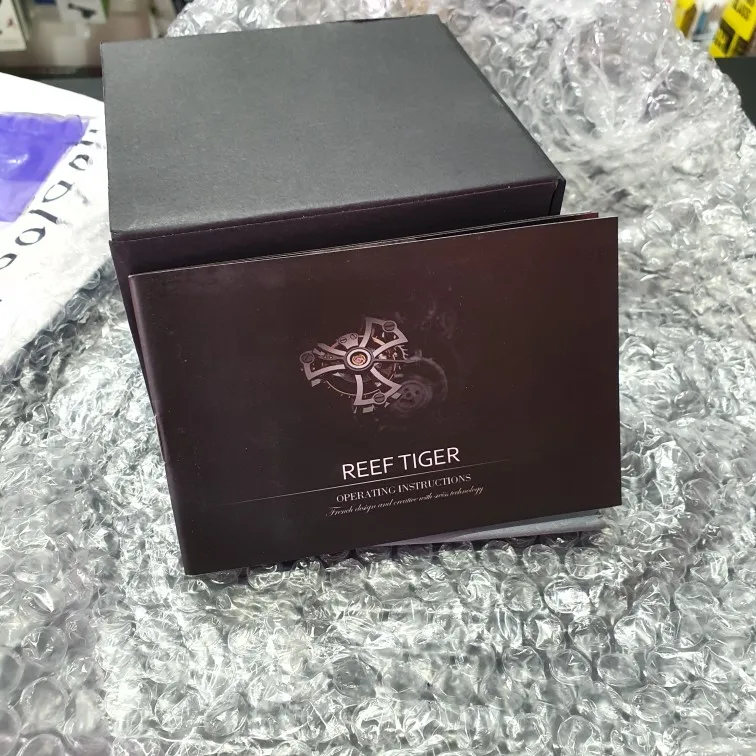 REEF TIGER
OPERATING INSTRUCTIONS
French design and creative with swiss technology